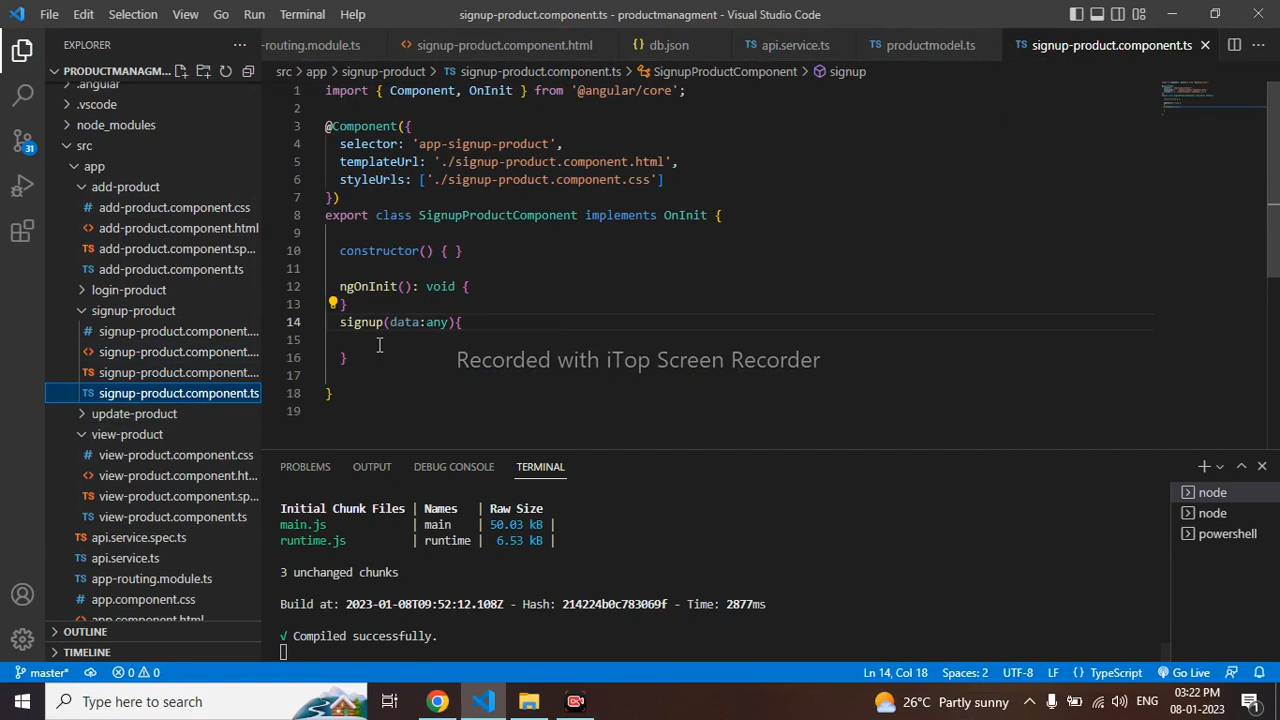 File Edit Selection View Go Run Terminal Help
signup-product.component.ts - productmanagment - Visual Studio Code
EXPLORER
-routing.module.ts
signup-product.component.html
db.json
api.service.ts
productmodel.ts
signup-product.component.ts
PRODUCTMANAGM...
src > app > signup-product > TS signup-product.component.ts > SignupProductComponent > signup
.angular
.vscode
node_modules
src
app
add-product
add-product.component.css
add-product.component.html
add-product.component.sp...
add-product.component.ts
login-product
signup-product
signup-product.component....
signup-product.component....
signup-product.component....
signup-product.component.ts
update-product
view-product
view-product.component.css
view-product.component.ht...
view-product.component.sp...
view-product.component.ts
api.service.spec.ts
api.service.ts
app-routing.module.ts
app.component.css
app.component.html
OUTLINE
TIMELINE
1 import { Component, OnInit } from '@angular/core';
2
3 @Component({
4 selector: 'app-signup-product',
5 templateUrl: './signup-product.component.html',
6 styleUrls: ['./signup-product.component.css']
7 })
8 export class SignupProductComponent implements OnInit {
9
10 constructor() { }
11
12 ngOnInit(): void {
13 }
14 signup(data:any){
15
16 }
17
18 }
19
Recorded with iTop Screen Recorder
PROBLEMS OUTPUT DEBUG CONSOLE TERMINAL
Initial Chunk Files | Names | Raw Size
main.js | main | 50.03 kB |
runtime.js | runtime | 6.53 kB |
3 unchanged chunks
Build at: 2023-01-08T09:52:12.108Z - Hash: 214224b0c783069f - Time: 2877ms
√ Compiled successfully.
node
node
powershell
31
master* 0 0
Ln 14, Col 18 Spaces: 2 UTF-8 LF { } TypeScript Go Live
Type here to search
26°C Partly sunny
ENG
03:22 PM
08-01-2023
1